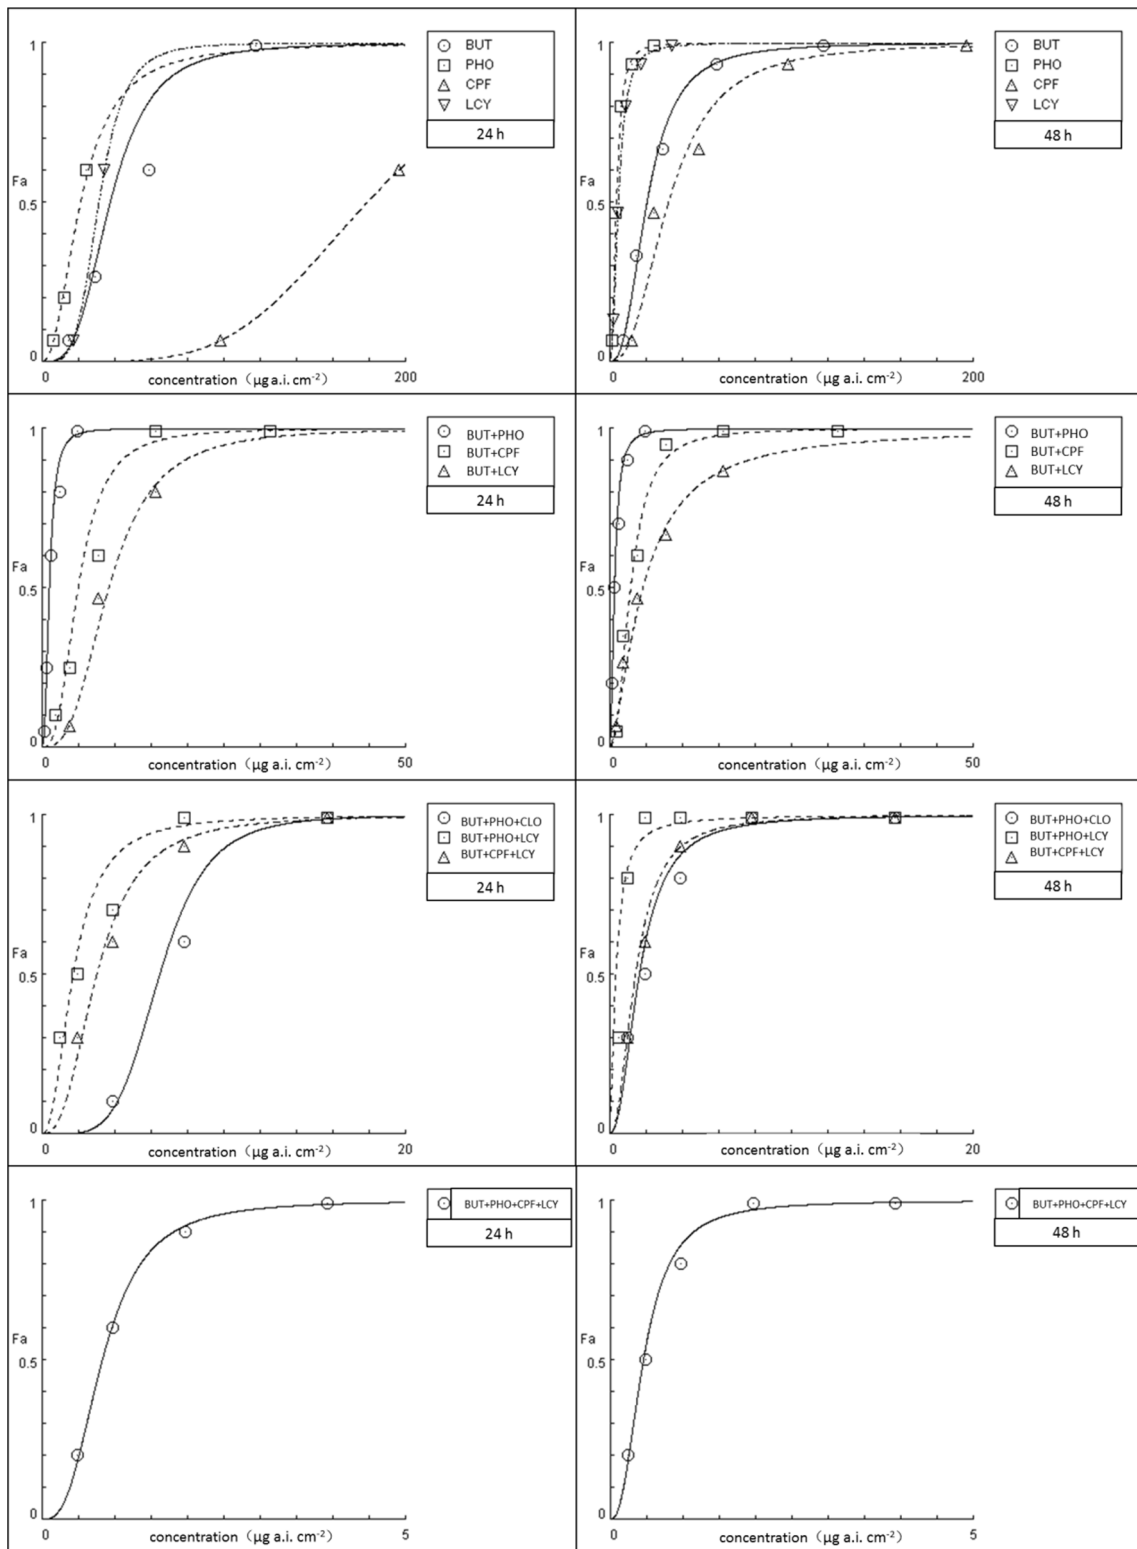 1
Fa
0.5
0
0
200
concentration（µg a.i. cm-2）
BUT
PHO
CPF
LCY
24 h
1
Fa
0.5
0
0
200
concentration（µg a.i. cm-2）
BUT
PHO
CPF
LCY
48 h
1
Fa
0.5
0
0
50
concentration（µg a.i. cm-2）
BUT+PHO
BUT+CPF
BUT+LCY
24 h
1
Fa
0.5
0
0
50
concentration（µg a.i. cm-2）
BUT+PHO
BUT+CPF
BUT+LCY
48 h
1
Fa
0.5
0
0
20
concentration（µg a.i. cm-2）
BUT+PHO+CLO
BUT+PHO+LCY
BUT+CPF+LCY
24 h
1
Fa
0.5
0
0
20
concentration（µg a.i. cm-2）
BUT+PHO+CLO
BUT+PHO+LCY
BUT+CPF+LCY
48 h
1
Fa
0.5
0
0
5
concentration（µg a.i. cm-2）
BUT+PHO+CPF+LCY
24 h
1
Fa
0.5
0
0
5
concentration（µg a.i. cm-2）
BUT+PHO+CPF+LCY
48 h